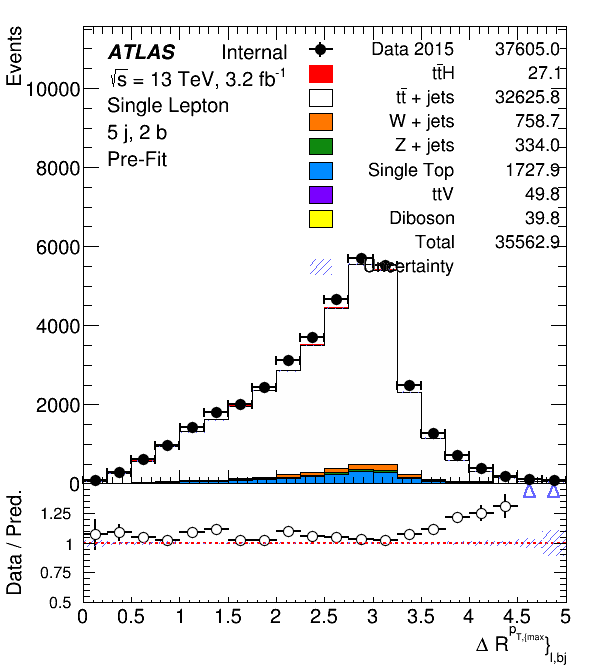 Events
ATLAS Internal
√s = 13 TeV, 3.2 fb⁻¹
Single Lepton
5 j, 2 b
Pre-Fit
Data 2015 37605.0
tt̄H 27.1
tt̄ + jets 32625.8
W + jets 758.7
Z + jets 334.0
Single Top 1727.9
ttV 49.8
Diboson 39.8
Total 35562.9
Uncertainty
10000
8000
6000
4000
2000
0
Data / Pred.
1.25
1
0.75
0.5
0 0.5 1 1.5 2 2.5 3 3.5 4 4.5 5
Δ R^{p_{T,{max}}}_{l,bj}